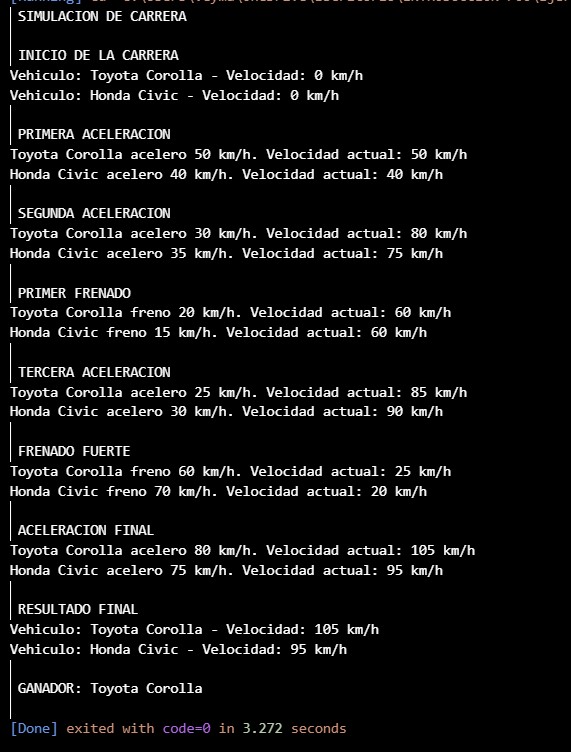 SIMULACION DE CARRERA
INICIO DE LA CARRERA
Vehiculo: Toyota Corolla - Velocidad: 0 km/h
Vehiculo: Honda Civic - Velocidad: 0 km/h
PRIMERA ACELERACION
Toyota Corolla acelero 50 km/h. Velocidad actual: 50 km/h
Honda Civic acelero 40 km/h. Velocidad actual: 40 km/h
SEGUNDA ACELERACION
Toyota Corolla acelero 30 km/h. Velocidad actual: 80 km/h
Honda Civic acelero 35 km/h. Velocidad actual: 75 km/h
PRIMER FRENADO
Toyota Corolla freno 20 km/h. Velocidad actual: 60 km/h
Honda Civic freno 15 km/h. Velocidad actual: 60 km/h
TERCERA ACELERACION
Toyota Corolla acelero 25 km/h. Velocidad actual: 85 km/h
Honda Civic acelero 30 km/h. Velocidad actual: 90 km/h
FRENADO FUERTE
Toyota Corolla freno 60 km/h. Velocidad actual: 25 km/h
Honda Civic freno 70 km/h. Velocidad actual: 20 km/h
ACELERACION FINAL
Toyota Corolla acelero 80 km/h. Velocidad actual: 105 km/h
Honda Civic acelero 75 km/h. Velocidad actual: 95 km/h
RESULTADO FINAL
Vehiculo: Toyota Corolla - Velocidad: 105 km/h
Vehiculo: Honda Civic - Velocidad: 95 km/h
GANADOR: Toyota Corolla
[Done] exited with code=0 in 3.272 seconds